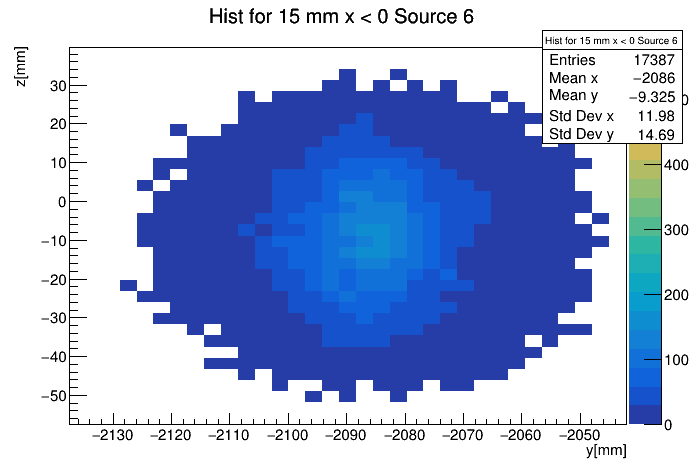 Hist for 15 mm x < 0 Source 6
z[mm]
Hist for 15 mm x < 0 Source 6
Entries 17387
Mean x −2086
Mean y −9.325
Std Dev x 11.98
Std Dev y 14.69
30
20
10
0
−10
−20
−30
−40
−50
−2130 −2120 −2110 −2100 −2090 −2080 −2070 −2060 −2050
y[mm]
400
300
200
100
0